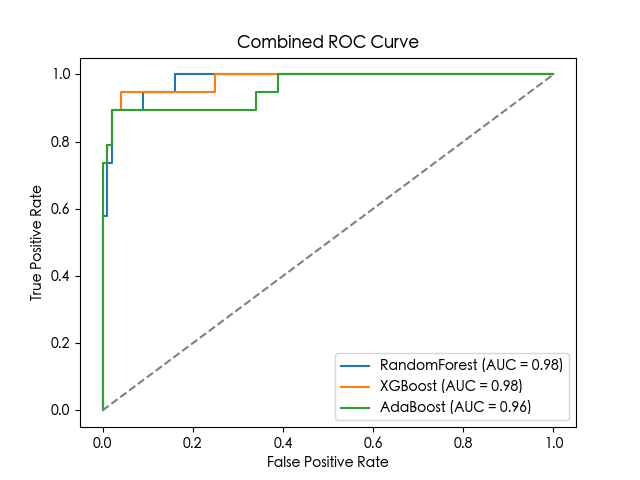 Combined ROC Curve
True Positive Rate
1.0
0.8
0.6
0.4
0.2
0.0
RandomForest (AUC = 0.98)
XGBoost (AUC = 0.98)
AdaBoost (AUC = 0.96)
0.0 0.2 0.4 0.6 0.8 1.0
False Positive Rate